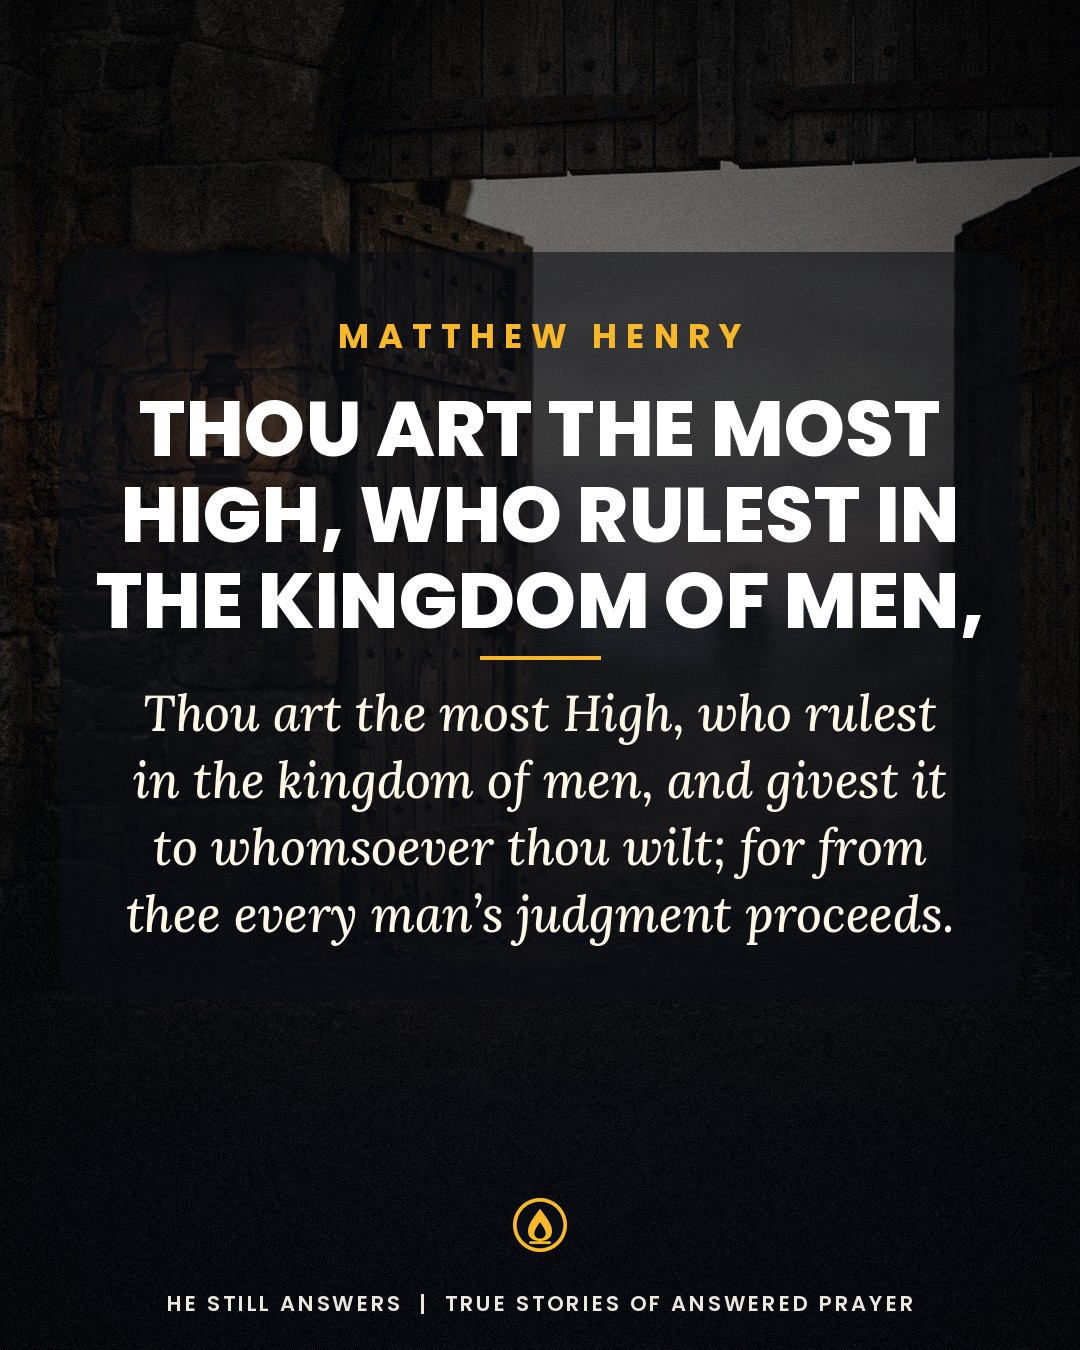 MATTHEW HENRY
THOU ART THE MOST
HIGH, WHO RULEST IN
THE KINGDOM OF MEN,
Thou art the most High, who rulest
in the kingdom of men, and givest it
to whomsoever thou wilt; for from
thee every man’s judgment proceeds.
HE STILL ANSWERS | TRUE STORIES OF ANSWERED PRAYER